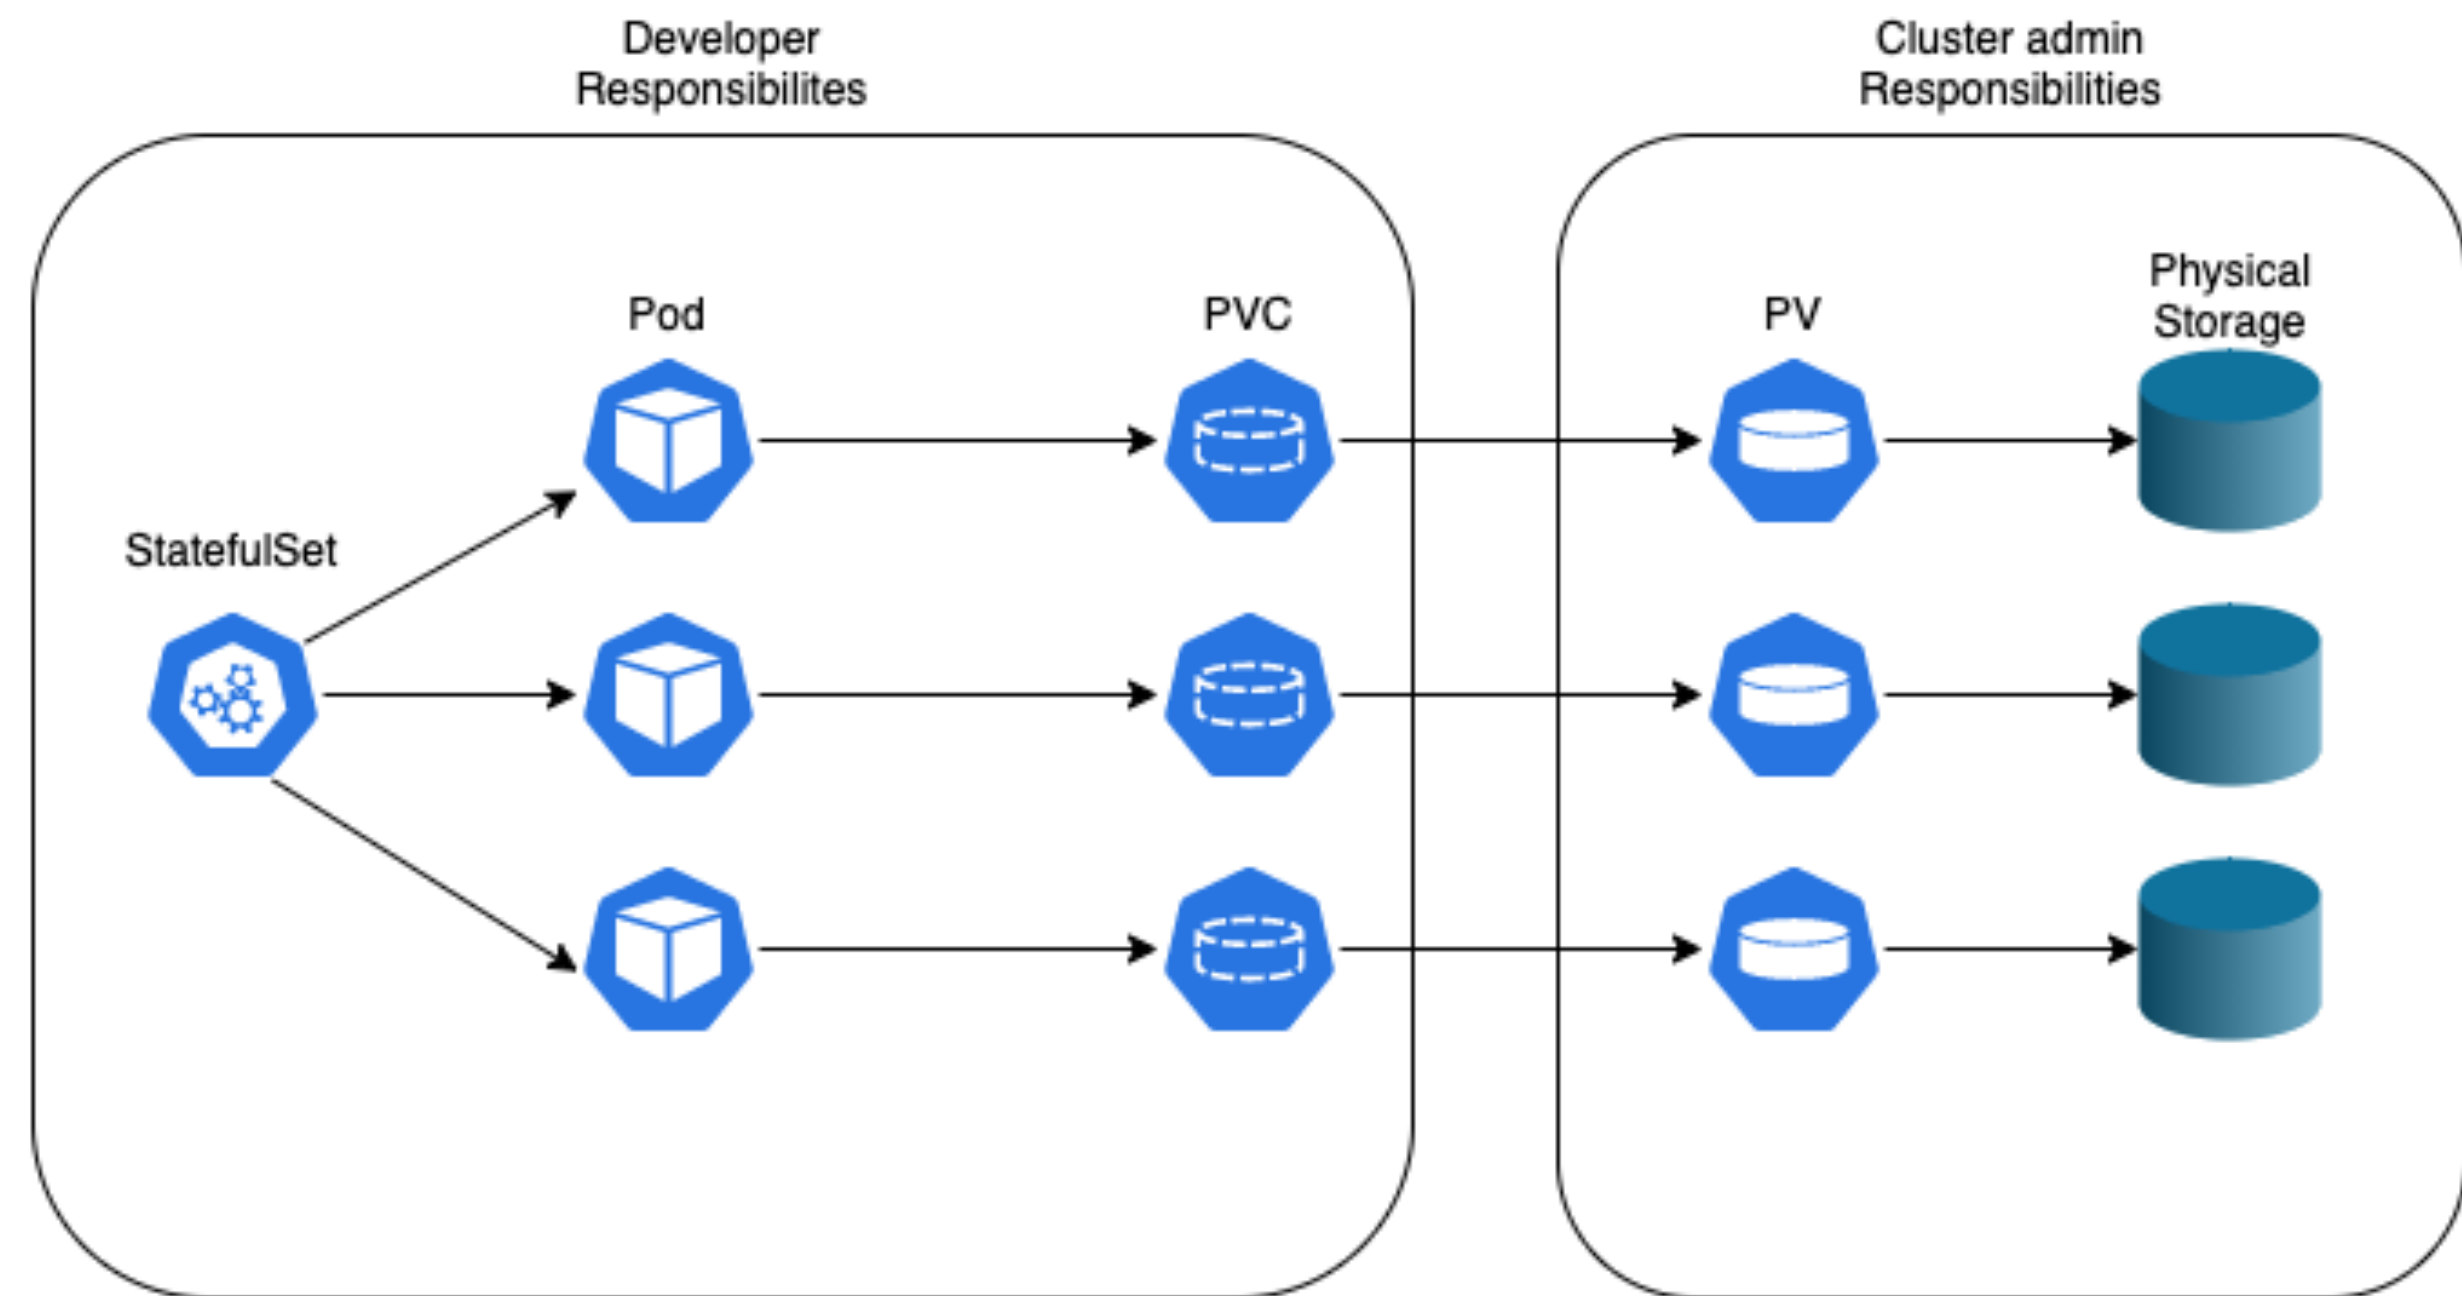 Developer
Responsibilites
Cluster admin
Responsibilities
Pod
PVC
PV
Physical
Storage
StatefulSet